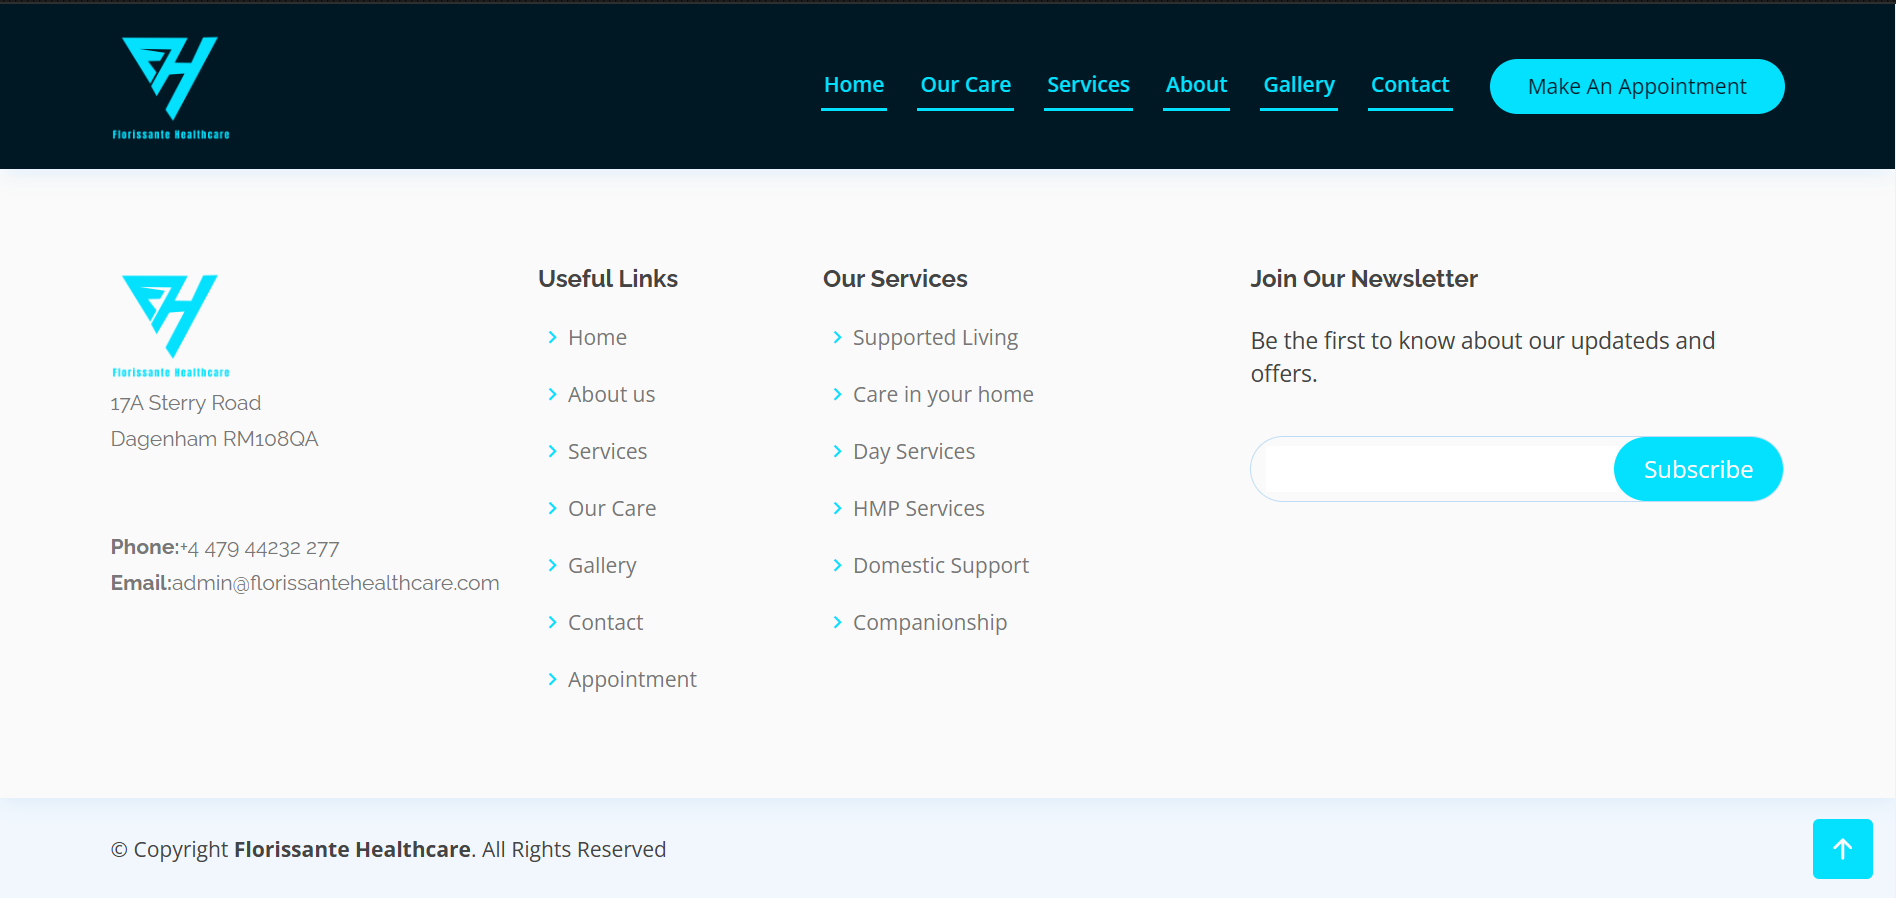 FH
Florissante Healthcare
Home Our Care Services About Gallery Contact Make An Appointment
FH
Florissante Healthcare
17A Sterry Road
Dagenham RM108QA
Phone:+4 479 44232 277
Email:admin@florissantehealthcare.com
Useful Links
Home
About us
Services
Our Care
Gallery
Contact
Appointment
Our Services
Supported Living
Care in your home
Day Services
HMP Services
Domestic Support
Companionship
Join Our Newsletter
Be the first to know about our updateds and
offers.
Subscribe
© Copyright Florissante Healthcare. All Rights Reserved